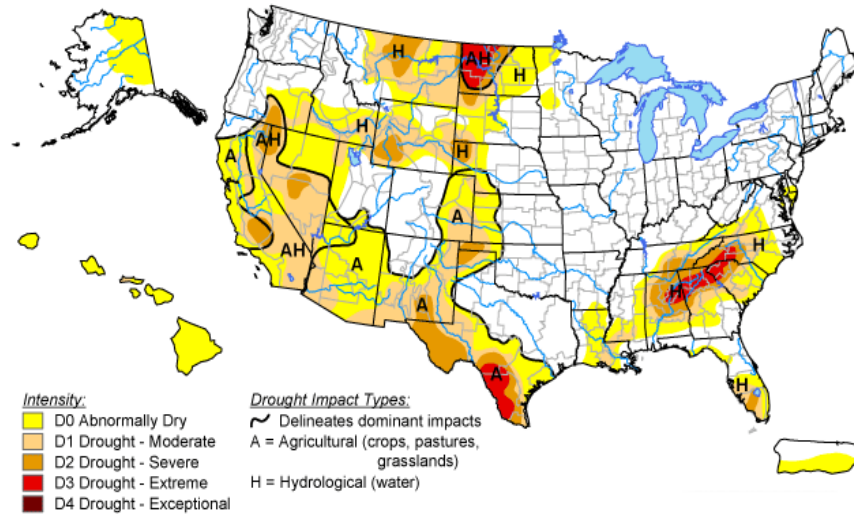 H
AH
H
A
AH
H
H
A
AH
A
A
A
H
H
H
Intensity:
D0 Abnormally Dry
D1 Drought - Moderate
D2 Drought - Severe
D3 Drought - Extreme
D4 Drought - Exceptional
Drought Impact Types:
Delineates dominant impacts
A = Agricultural (crops, pastures,
grasslands)
H = Hydrological (water)